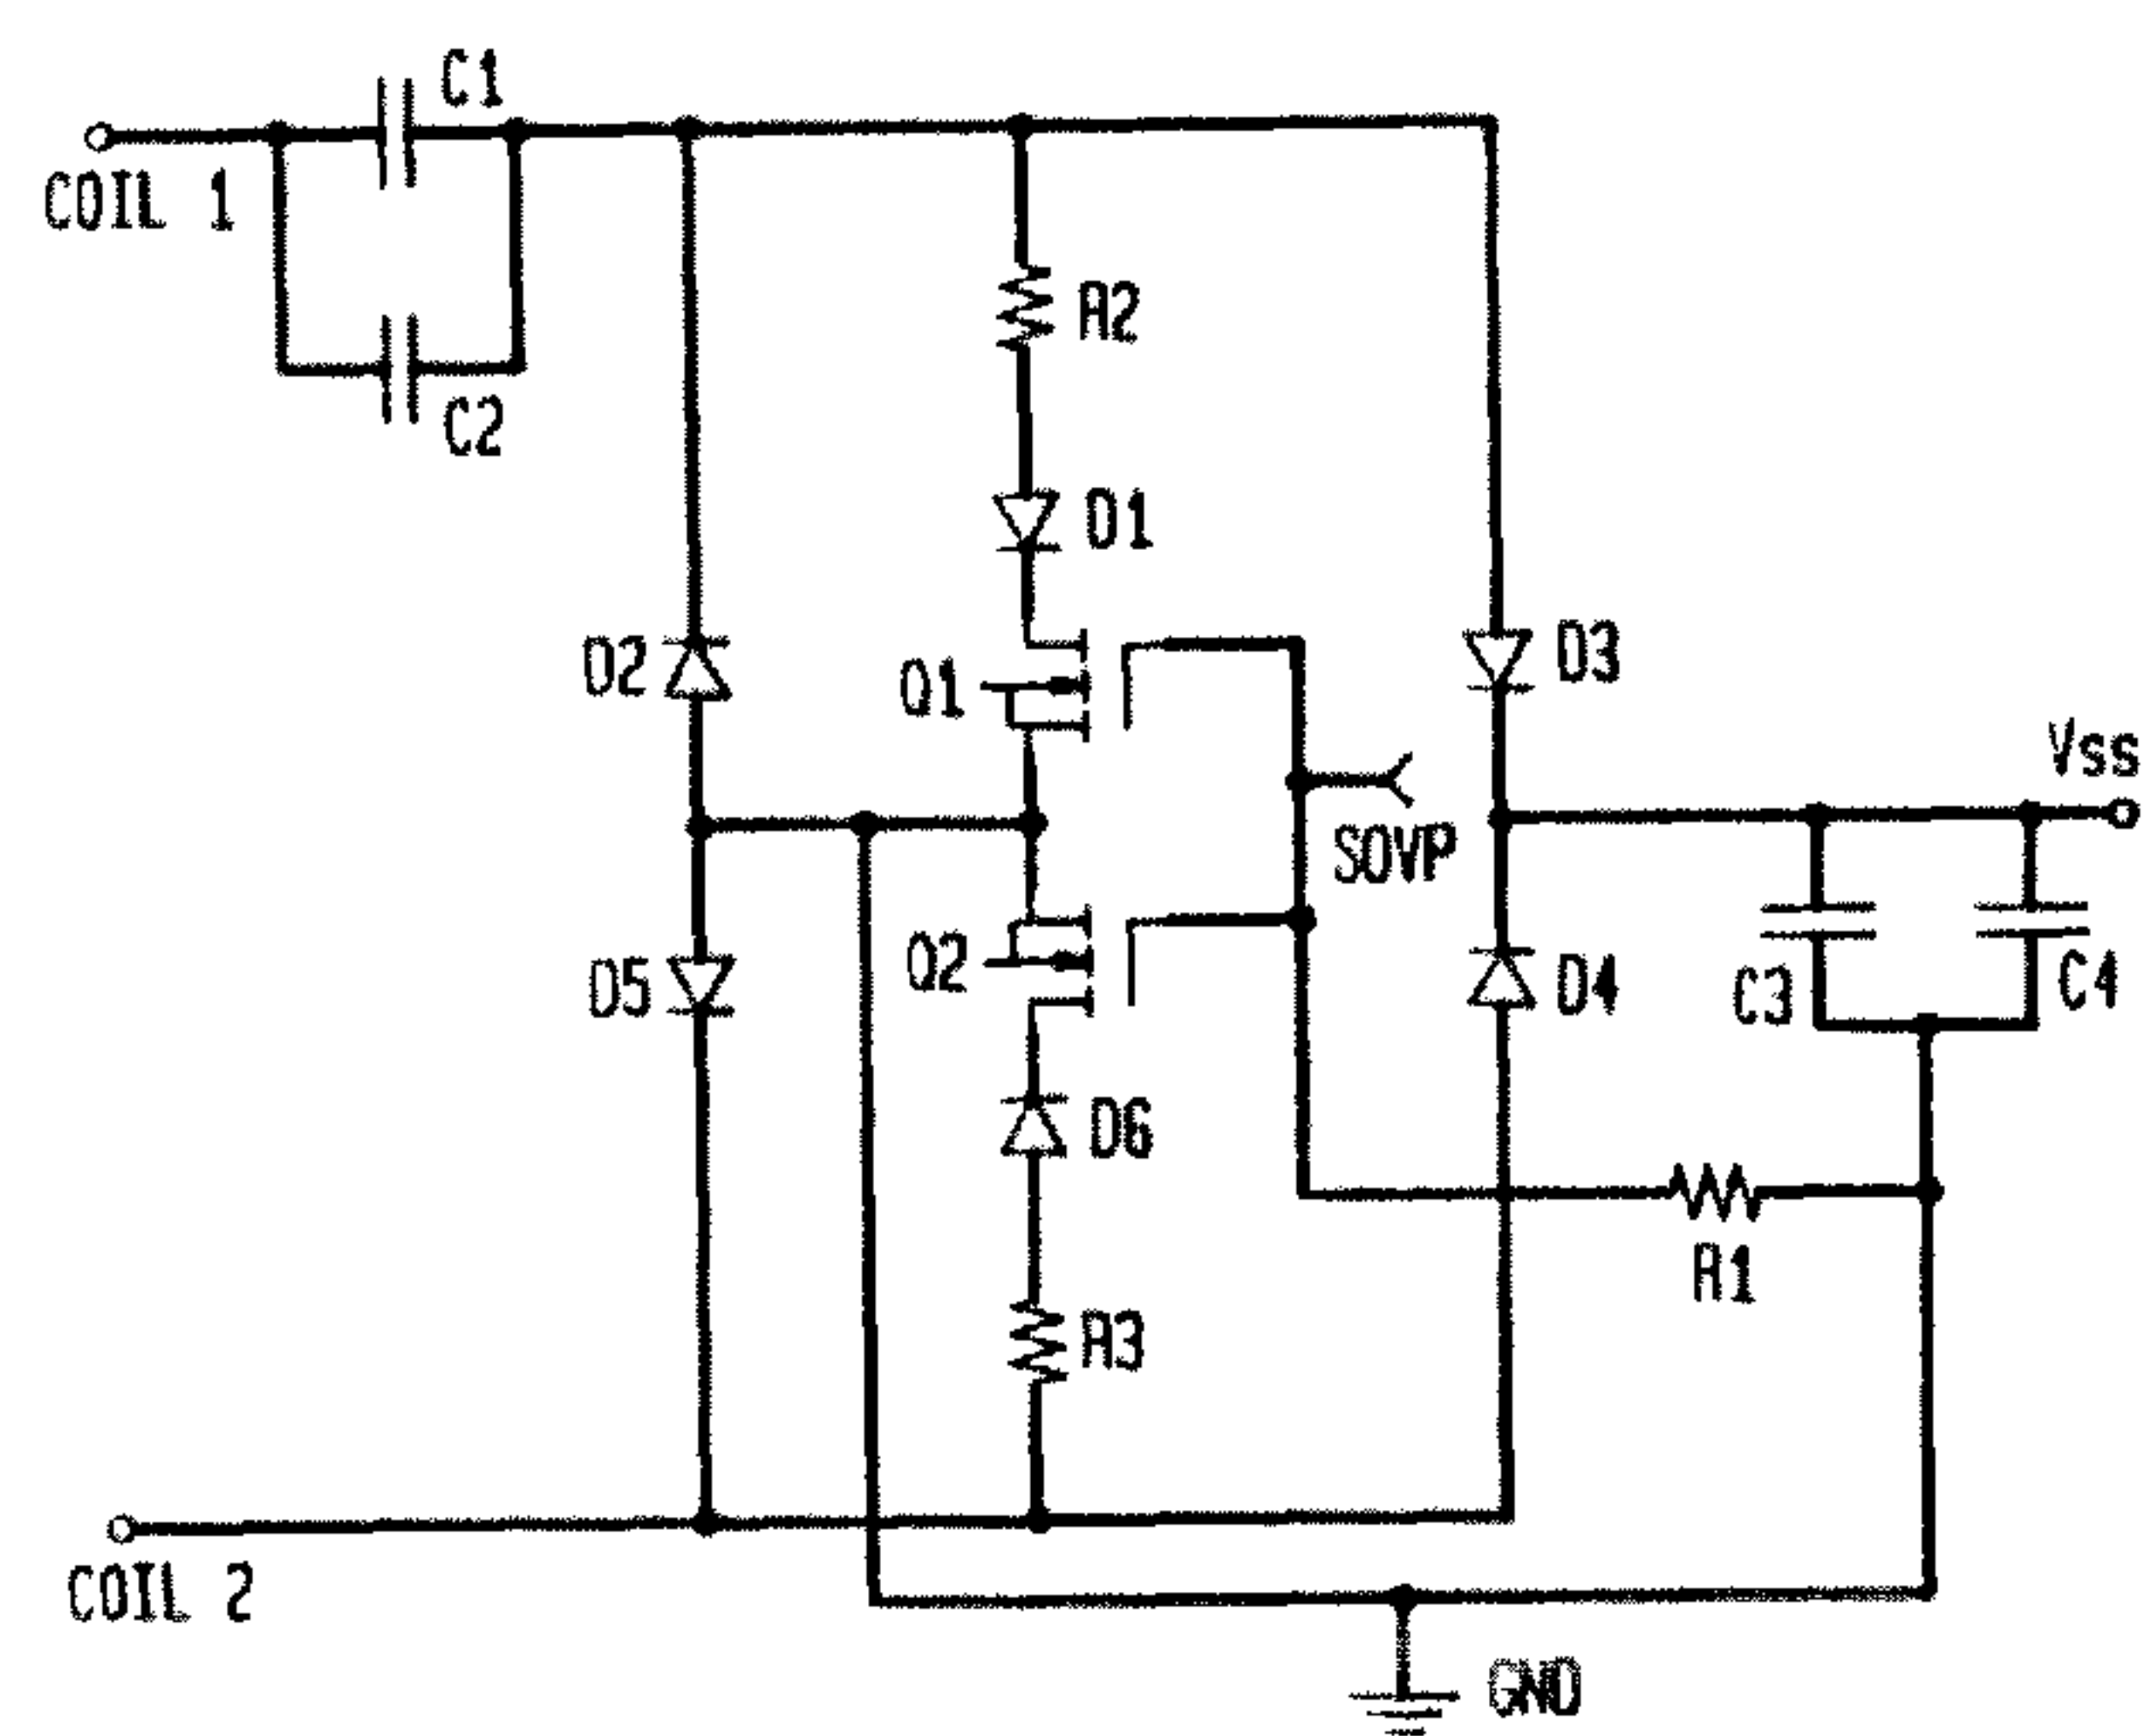 C1
COIL 1
C2
R2
D1
D2
Q1
D3
Vss
SOVP
D5
Q2
D4
C3
C4
D6
R1
R3
COIL 2
GND